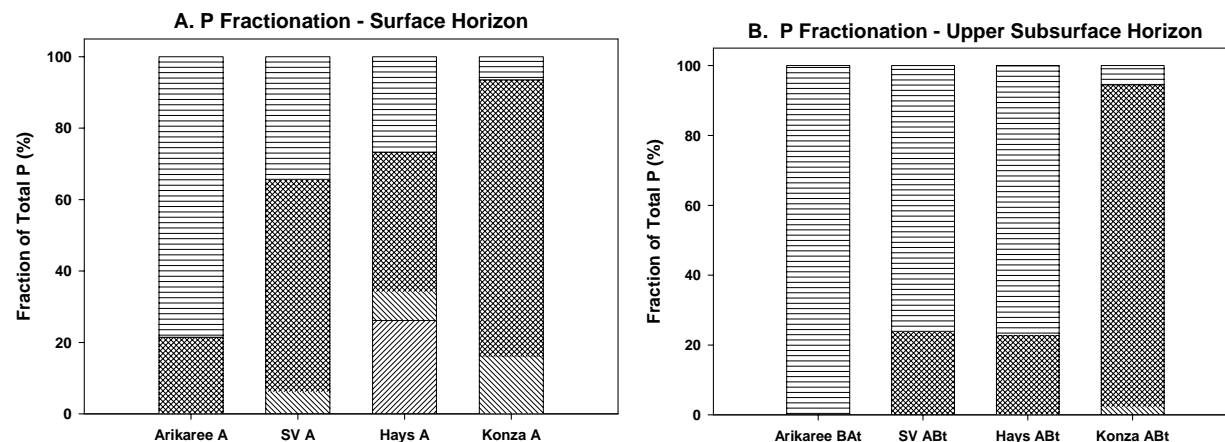 A. P Fractionation - Surface Horizon
Fraction of Total P (%)
100
80
60
40
20
0
Arikaree A
SV A
Hays A
Konza A
B. P Fractionation - Upper Subsurface Horizon
Fraction of Total P (%)
100
80
60
40
20
0
Arikaree BAt
SV ABt
Hays ABt
Konza ABt